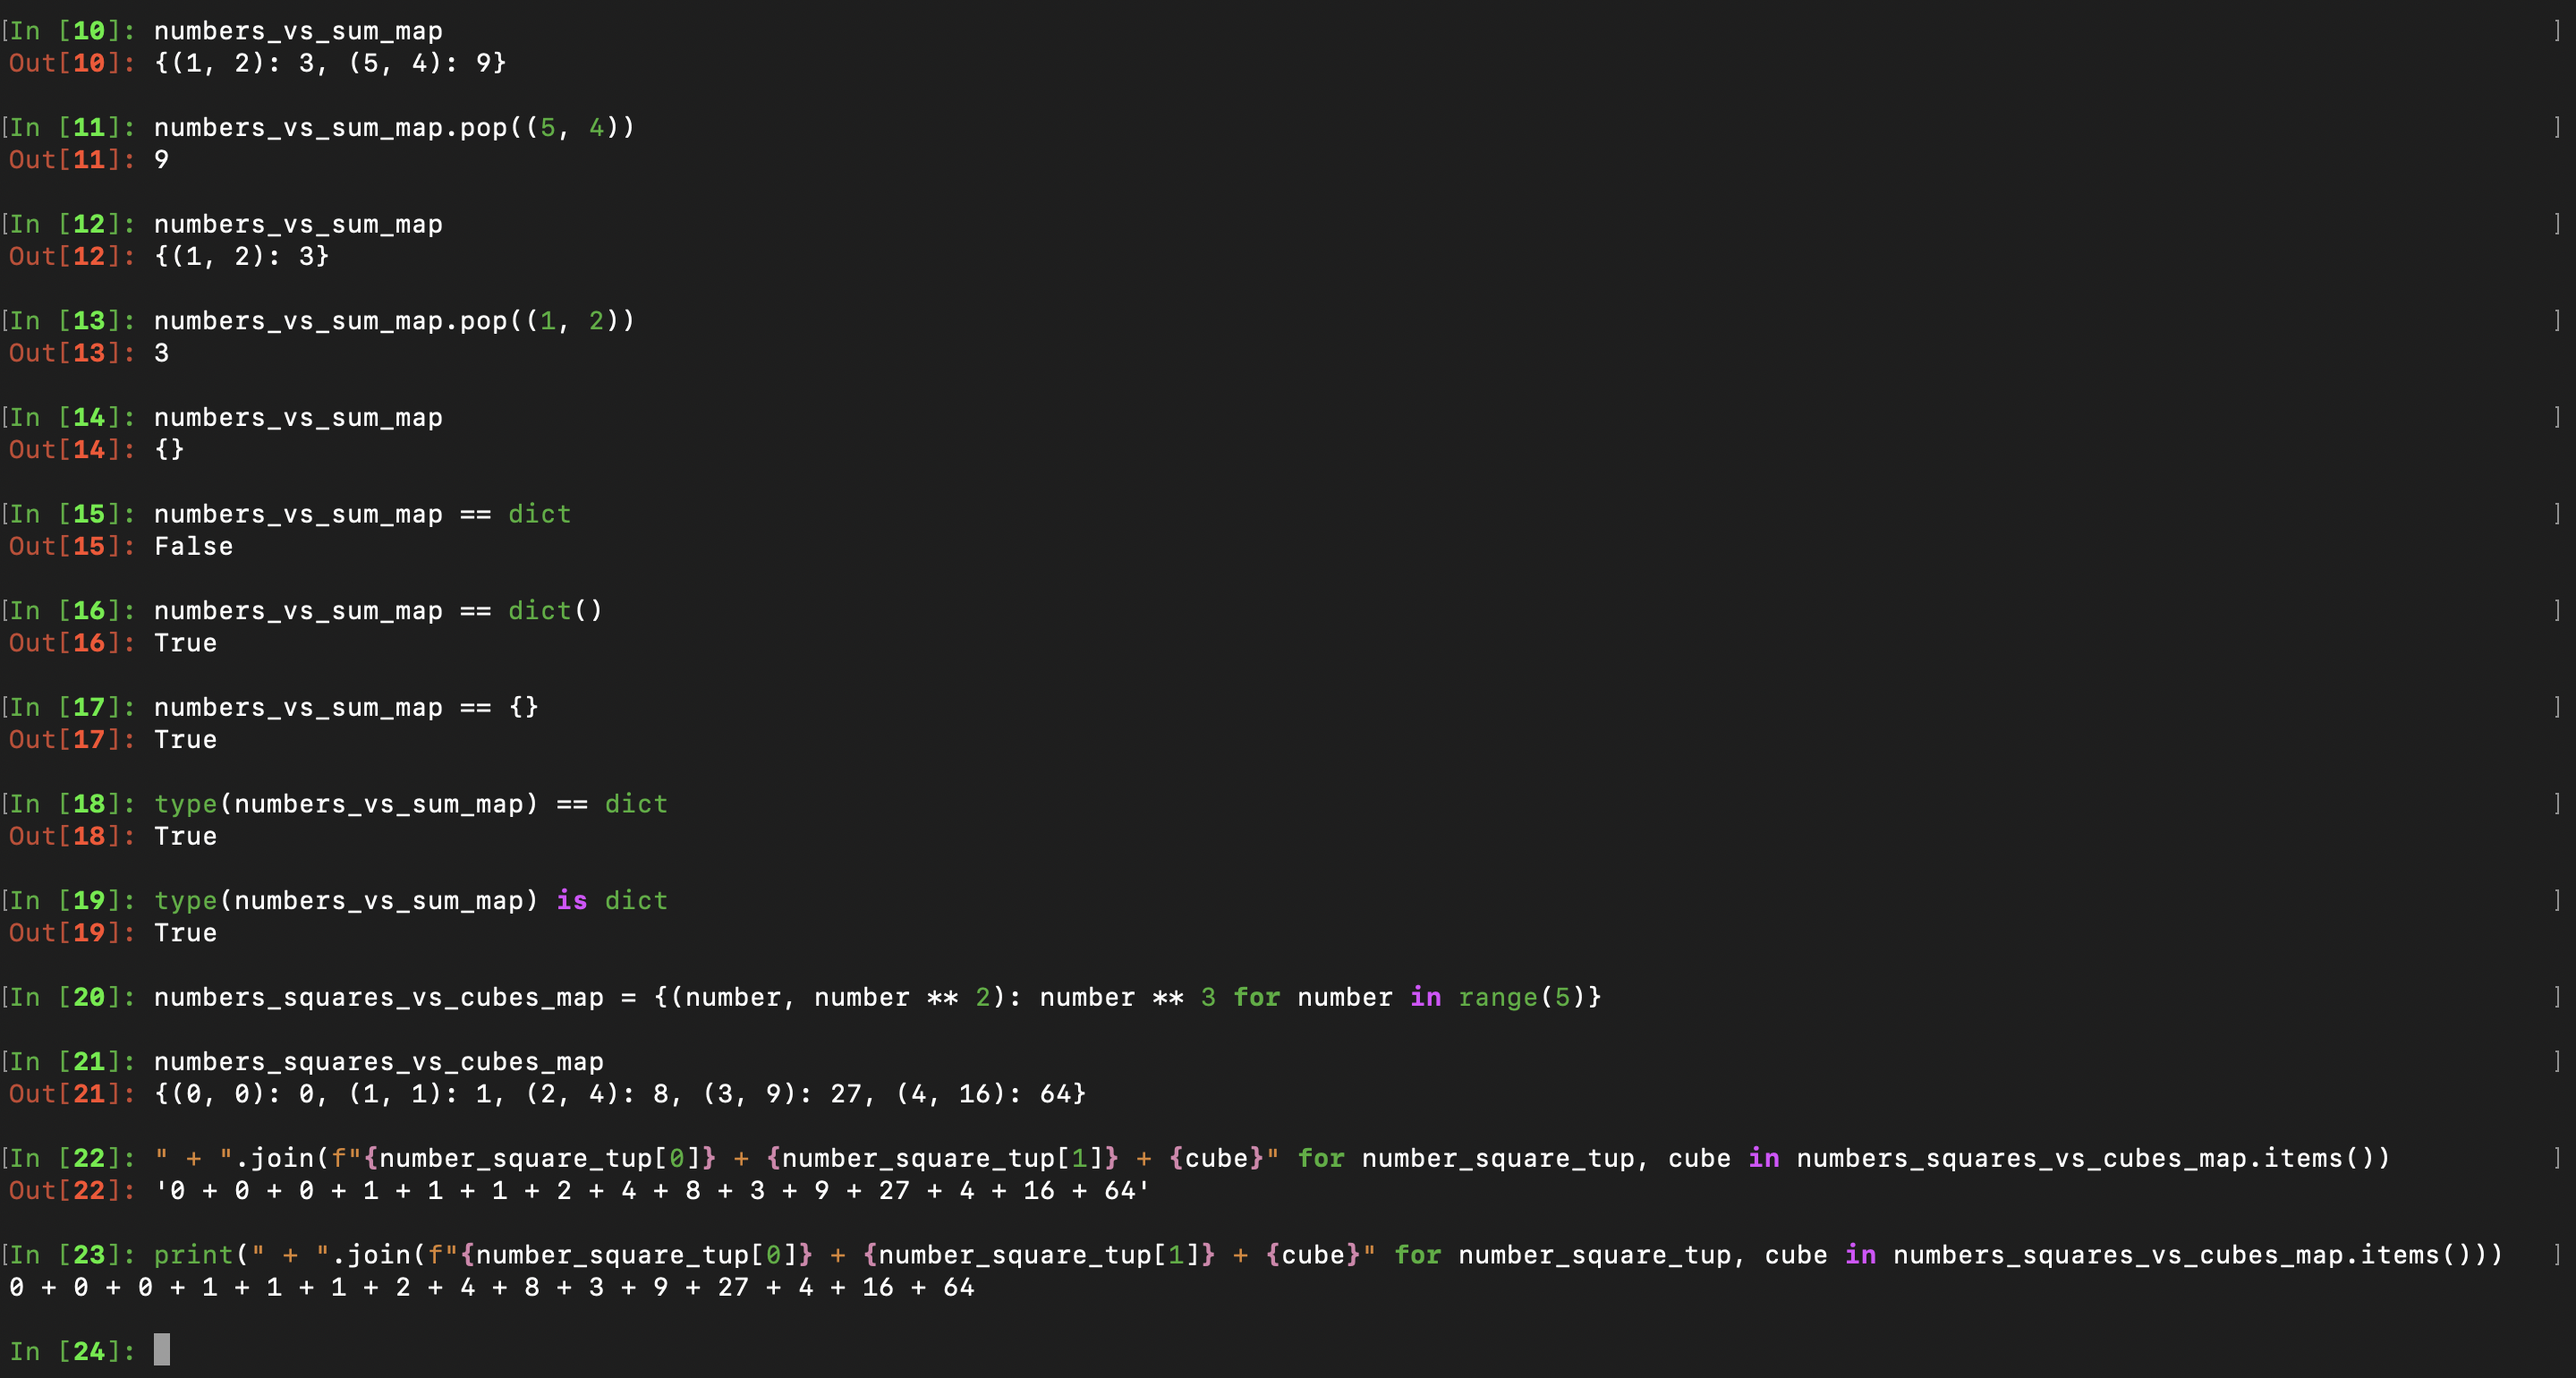 [In [10]: numbers_vs_sum_map ]
Out[10]: {(1, 2): 3, (5, 4): 9}
[In [11]: numbers_vs_sum_map.pop((5, 4)) ]
Out[11]: 9
[In [12]: numbers_vs_sum_map ]
Out[12]: {(1, 2): 3}
[In [13]: numbers_vs_sum_map.pop((1, 2)) ]
Out[13]: 3
[In [14]: numbers_vs_sum_map ]
Out[14]: {}
[In [15]: numbers_vs_sum_map == dict ]
Out[15]: False
[In [16]: numbers_vs_sum_map == dict() ]
Out[16]: True
[In [17]: numbers_vs_sum_map == {} ]
Out[17]: True
[In [18]: type(numbers_vs_sum_map) == dict ]
Out[18]: True
[In [19]: type(numbers_vs_sum_map) is dict ]
Out[19]: True
[In [20]: numbers_squares_vs_cubes_map = {(number, number ** 2): number ** 3 for number in range(5)} ]
[In [21]: numbers_squares_vs_cubes_map ]
Out[21]: {(0, 0): 0, (1, 1): 1, (2, 4): 8, (3, 9): 27, (4, 16): 64}
[In [22]: " + ".join(f"{number_square_tup[0]} + {number_square_tup[1]} + {cube}" for number_square_tup, cube in numbers_squares_vs_cubes_map.items()) ]
Out[22]: '0 + 0 + 0 + 1 + 1 + 1 + 2 + 4 + 8 + 3 + 9 + 27 + 4 + 16 + 64'
[In [23]: print(" + ".join(f"{number_square_tup[0]} + {number_square_tup[1]} + {cube}" for number_square_tup, cube in numbers_squares_vs_cubes_map.items())) ]
0 + 0 + 0 + 1 + 1 + 1 + 2 + 4 + 8 + 3 + 9 + 27 + 4 + 16 + 64
In [24]: